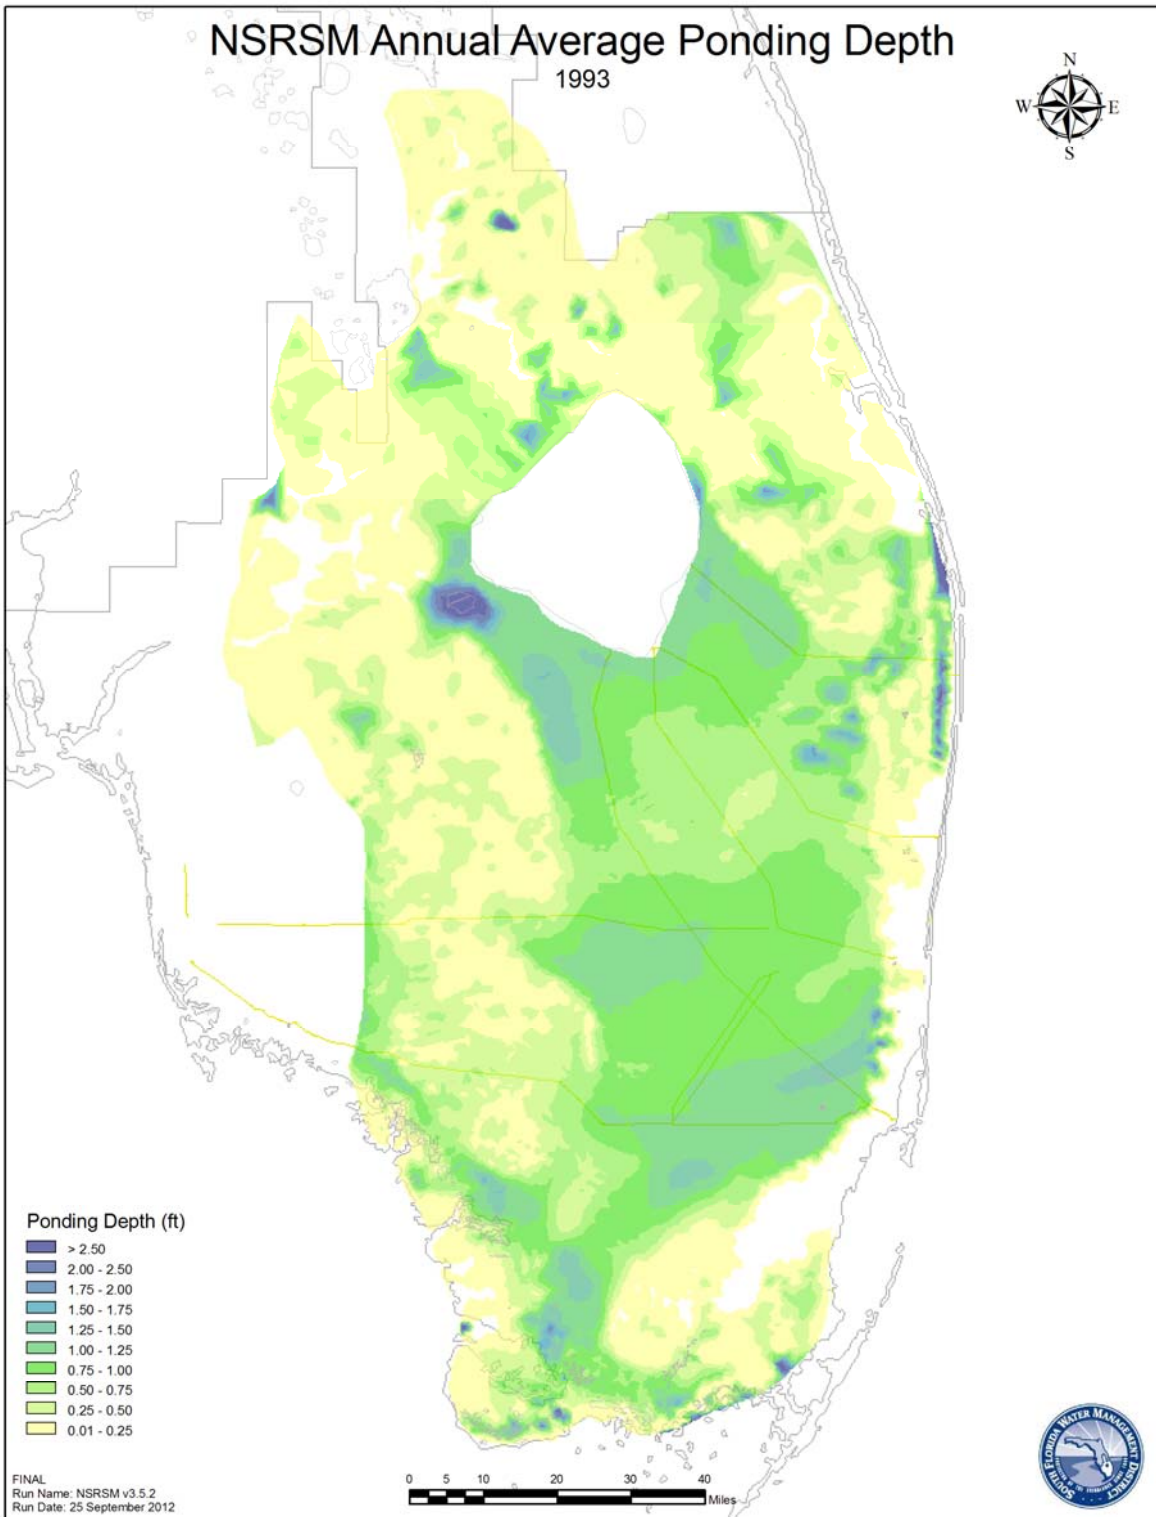 NSRSM Annual Average Ponding Depth
1993
N
W E
S
Ponding Depth (ft)
> 2.50
2.00 - 2.50
1.75 - 2.00
1.50 - 1.75
1.25 - 1.50
1.00 - 1.25
0.75 - 1.00
0.50 - 0.75
0.25 - 0.50
0.01 - 0.25
FINAL
Run Name: NSRSM v3.5.2
Run Date: 25 September 2012
0 5 10 20 30 40
Miles
SOUTH FLORIDA WATER MANAGEMENT DISTRICT